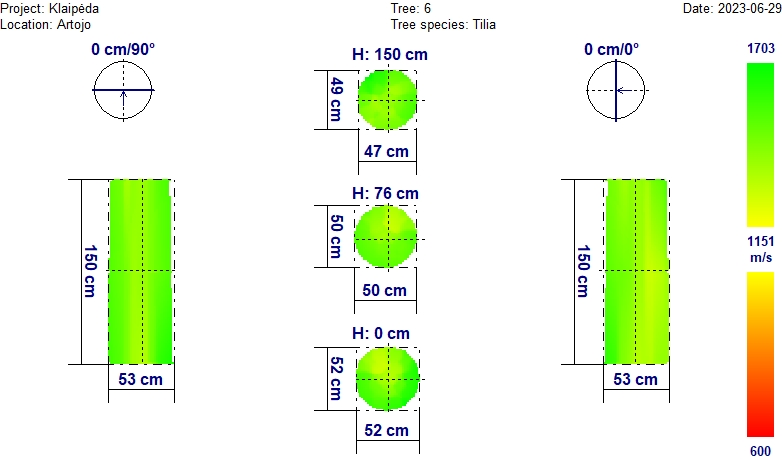 Project: Klaipėda
Tree: 6
Date: 2023-06-29
Location: Artojo
Tree species: Tilia
0 cm/90°
H: 150 cm
0 cm/0°
1703
49 cm
47 cm
H: 76 cm
150 cm
50 cm
150 cm
1151
m/s
50 cm
H: 0 cm
53 cm
52 cm
53 cm
52 cm
600